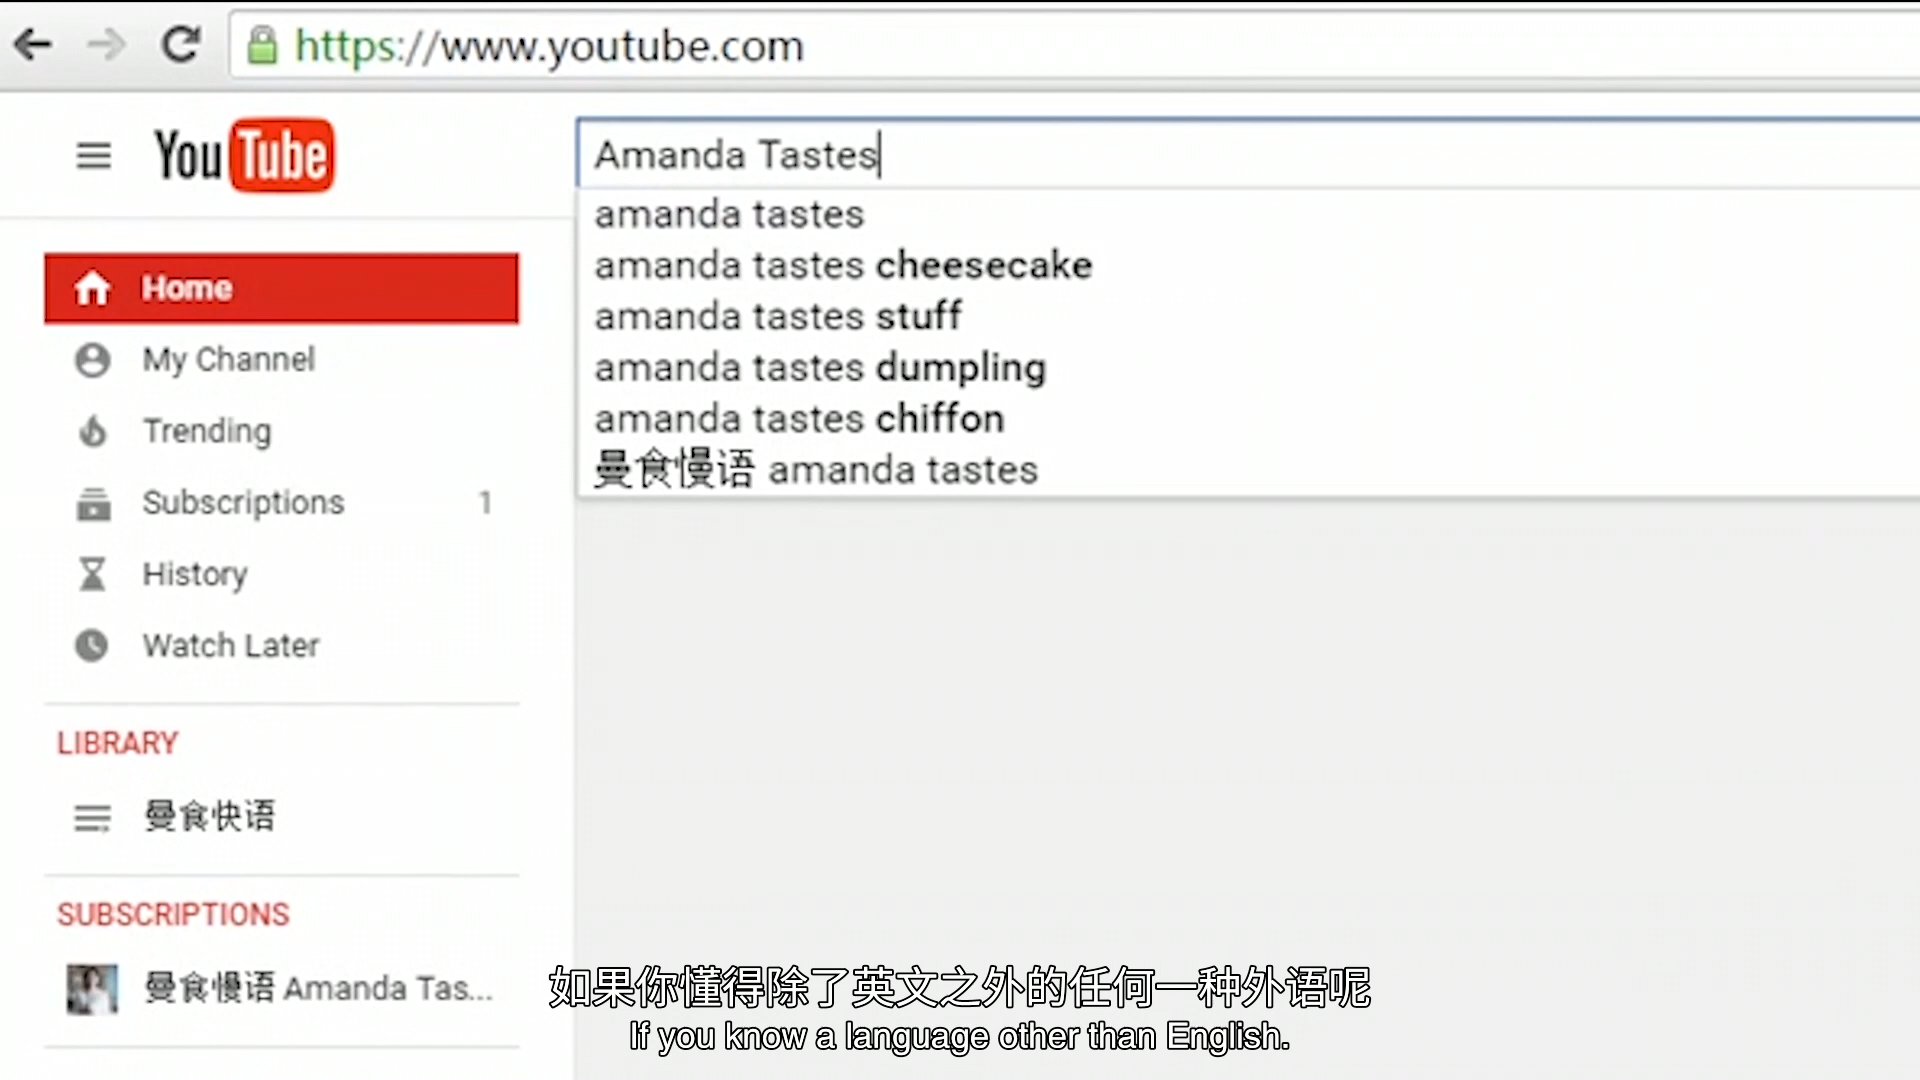 https://www.youtube.com
YouTube
Amanda Tastes
amanda tastes
amanda tastes cheesecake
amanda tastes stuff
amanda tastes dumpling
amanda tastes chiffon
曼食慢语 amanda tastes
Home
My Channel
Trending
Subscriptions 1
History
Watch Later
LIBRARY
曼食快语
SUBSCRIPTIONS
曼食慢语 Amanda Tas...
如果你懂得除了英文之外的任何一种外语呢
If you know a language other than English.